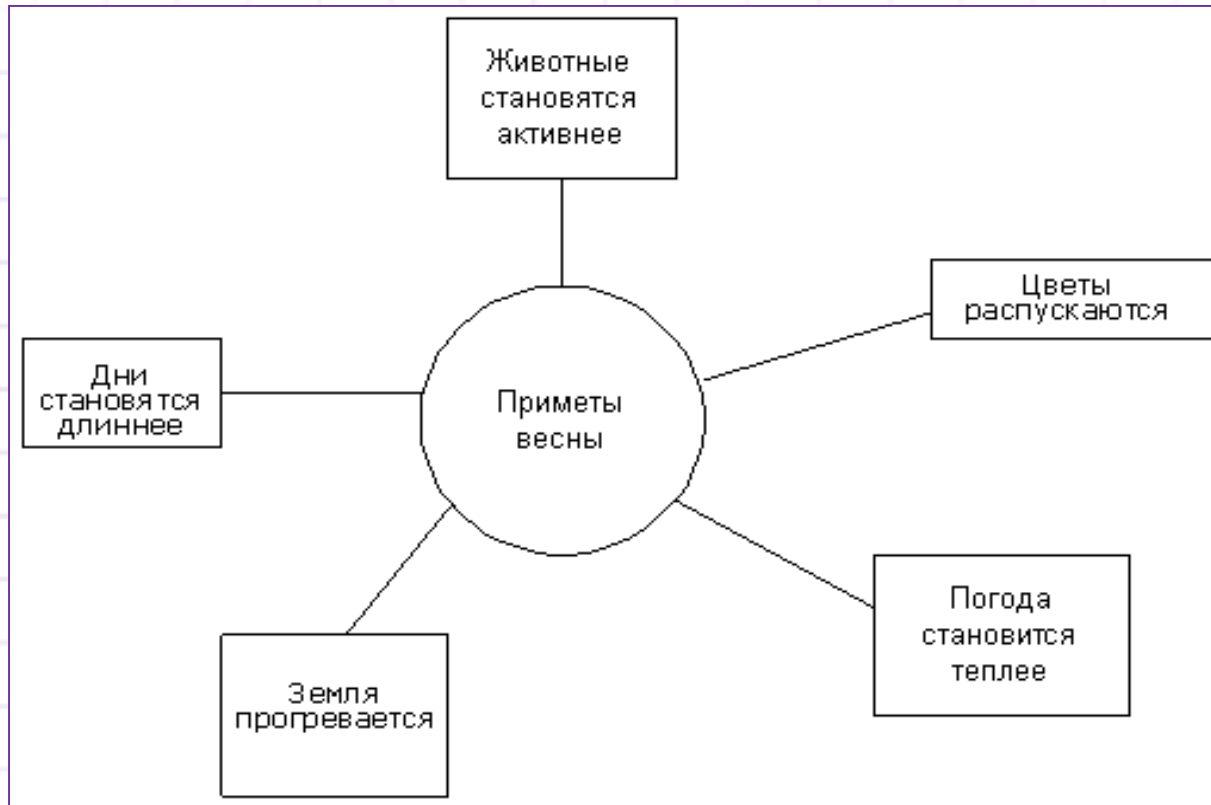 Животные
становятся
активнее
Цветы
распускаются
Дни
становятся
длиннее
Приметы
весны
Погода
становится
теплее
Земля
прогревается